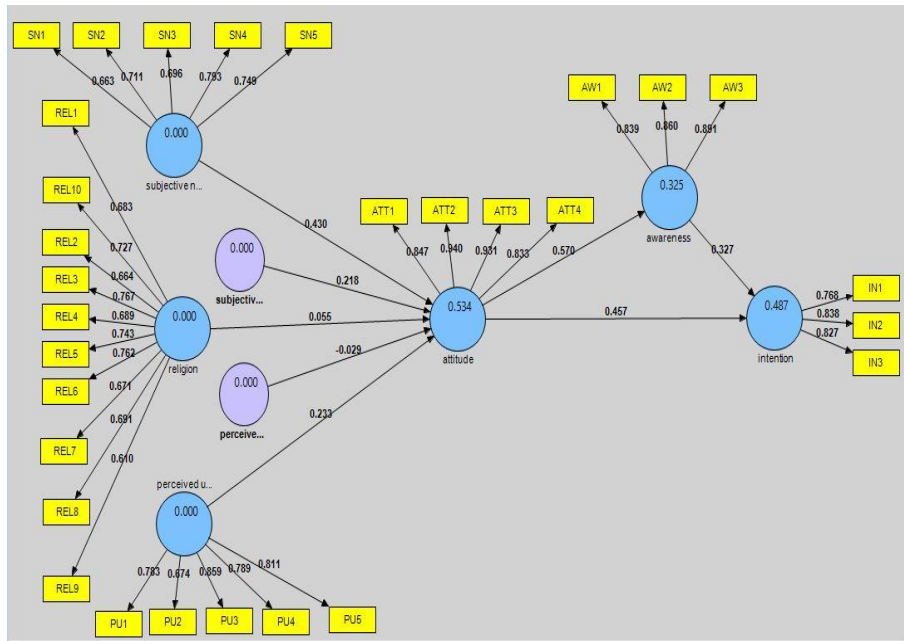 SN1
SN2
SN3
SN4
SN5
0.663
0.711
0.696
0.793
0.749
0.000
subjective n...
REL1
REL10
REL2
REL3
REL4
REL5
REL6
REL7
REL8
REL9
0.683
0.727
0.664
0.767
0.689
0.743
0.762
0.671
0.691
0.610
0.000
religion
0.000
subjectiv...
0.000
perceive...
perceived u...
0.000
0.783
0.674
0.859
0.789
0.811
PU1
PU2
PU3
PU4
PU5
0.430
0.218
0.055
-0.029
0.233
ATT1
ATT2
ATT3
ATT4
0.847
0.940
0.931
0.833
0.534
attitude
0.570
0.457
AW1
AW2
AW3
0.839
0.860
0.891
0.325
awareness
0.327
0.487
intention
0.768
0.838
0.827
IN1
IN2
IN3